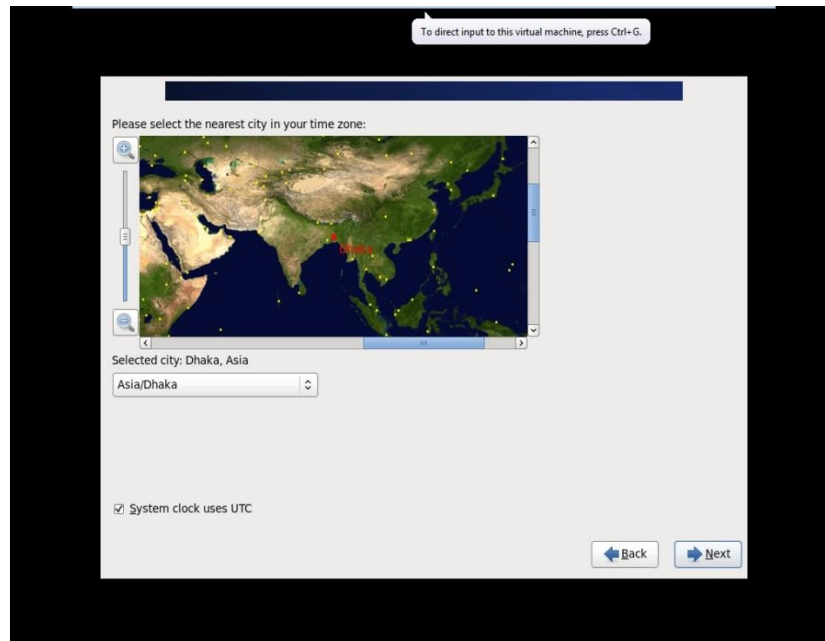 To direct input to this virtual machine, press Ctrl+G.
Please select the nearest city in your time zone:
Dhaka
Selected city: Dhaka, Asia
Asia/Dhaka
System clock uses UTC
Back
Next